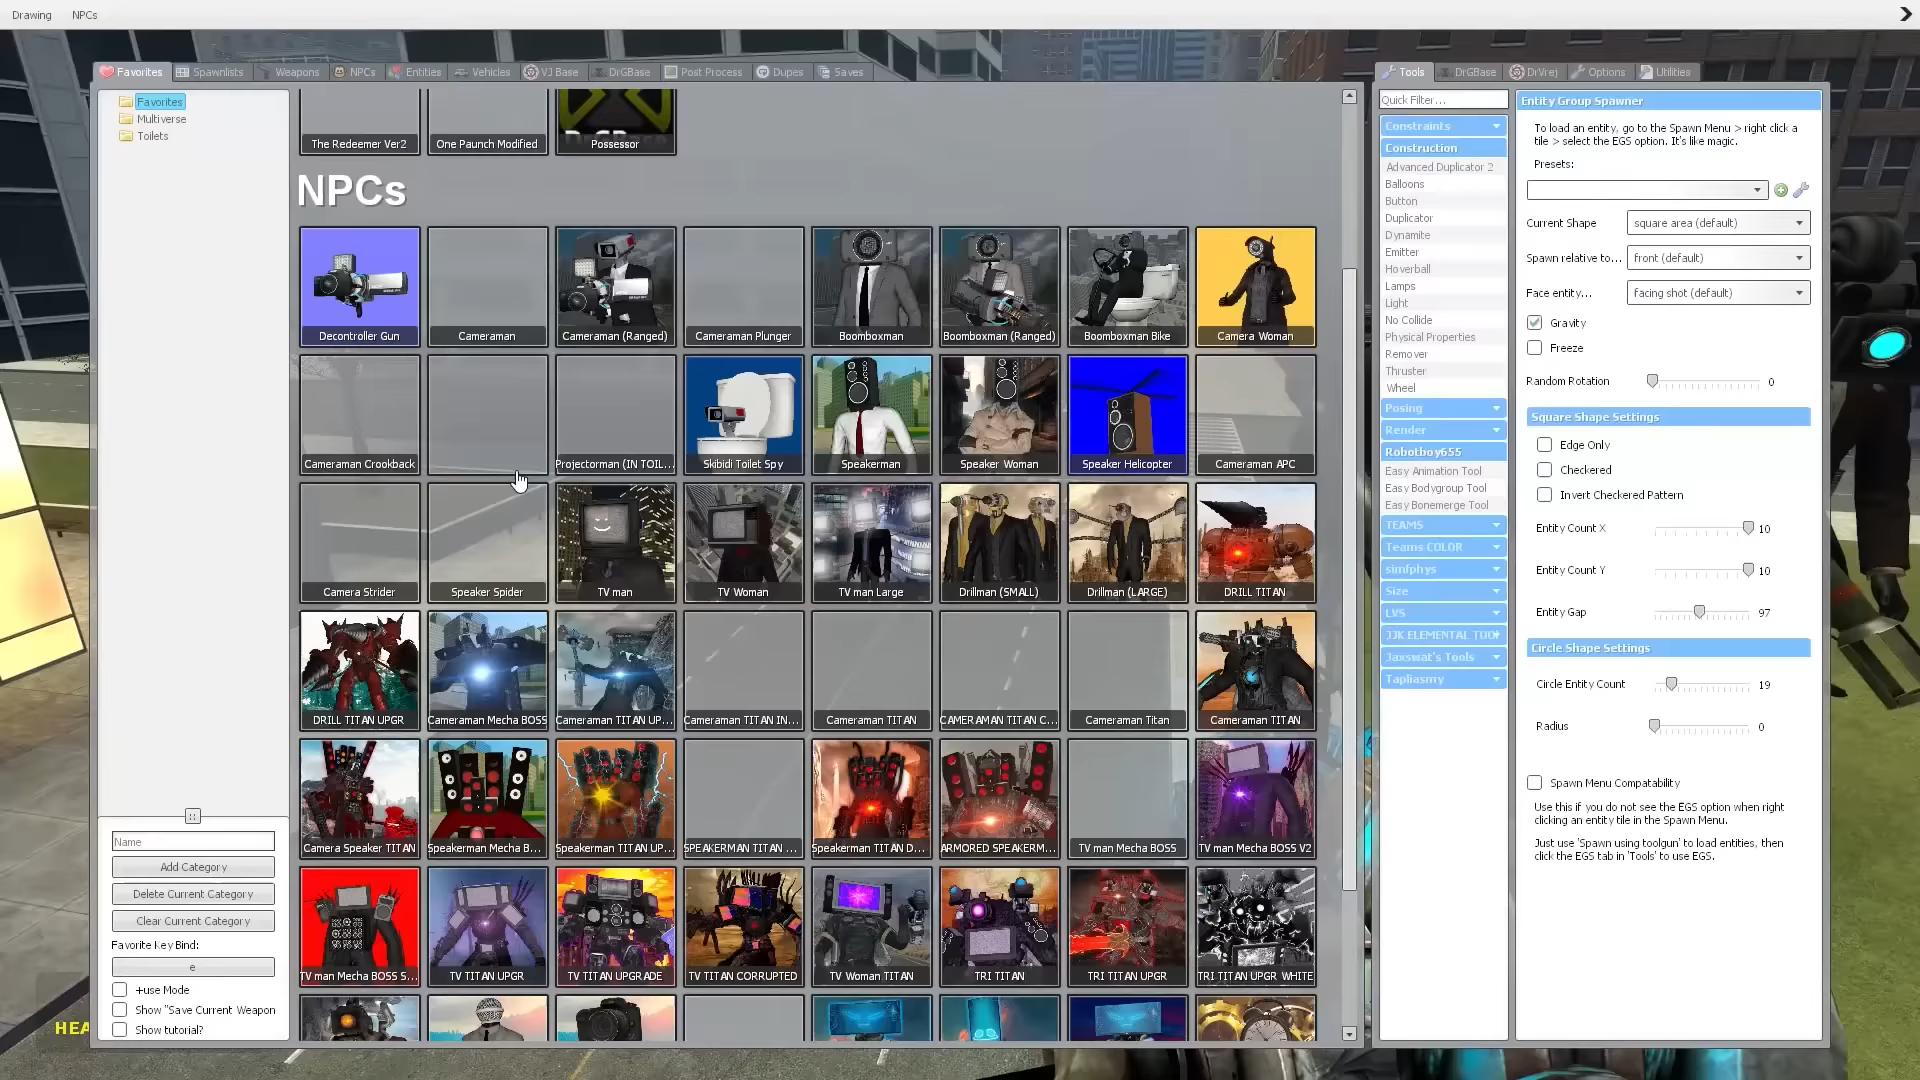 Drawing NPCs
Favorites Spawnlists Weapons NPCs Entities Vehicles VJ Base DrGBase Post Process Dupes Saves
Tools DrGBase DrVrej Options Utilities
Favorites
Multiverse
Toilets
The Redeemer Ver2 One Paunch Modified Possessor
NPCs
Decontroller Gun Cameraman Cameraman (Ranged) Cameraman Plunger Boomboxman Boomboxman (Ranged) Boomboxman Bike Camera Woman
Cameraman Crookback Projectorman (IN TOIL... Skibidi Toilet Spy Speakerman Speaker Woman Speaker Helicopter Cameraman APC
Camera Strider Speaker Spider TV man TV Woman TV man Large Drillman (SMALL) Drillman (LARGE) DRILL TITAN
DRILL TITAN UPGR Cameraman Mecha BOSS Cameraman TITAN UP... Cameraman TITAN IN... Cameraman TITAN CAMERAMAN TITAN C... Cameraman Titan Cameraman TITAN
Camera Speaker TITAN Speakerman Mecha B... Speakerman TITAN UP... SPEAKERMAN TITAN ... Speakerman TITAN D... ARMORED SPEAKERM... TV man Mecha BOSS TV man Mecha BOSS V2
TV man Mecha BOSS S... TV TITAN UPGR TV TITAN UPGRADE TV TITAN CORRUPTED TV Woman TITAN TRI TITAN TRI TITAN UPGR TRI TITAN UPGR WHITE
Name
Add Category
Delete Current Category
Clear Current Category
Favorite Key Bind:
e
+use Mode
Show "Save Current Weapon
Show tutorial?
HEA
Quick Filter...
Constraints
Construction
Advanced Duplicator 2
Balloons
Button
Duplicator
Dynamite
Emitter
Hoverball
Lamps
Light
No Collide
Physical Properties
Remover
Thruster
Wheel
Posing
Render
Robotboy655
Easy Animation Tool
Easy Bodygroup Tool
Easy Bonemerge Tool
TEAMS
Teams COLOR
simfphys
Size
LVS
JJK ELEMENTAL TOO
Jaxswat's Tools
Tapliasmy
Entity Group Spawner
To load an entity, go to the Spawn Menu > right click a
tile > select the EGS option. It's like magic.
Presets:
Current Shape square area (default)
Spawn relative to... front (default)
Face entity... facing shot (default)
Gravity
Freeze
Random Rotation 0
Square Shape Settings
Edge Only
Checkered
Invert Checkered Pattern
Entity Count X 10
Entity Count Y 10
Entity Gap 97
Circle Shape Settings
Circle Entity Count 19
Radius 0
Spawn Menu Compatability
Use this if you do not see the EGS option when right
clicking an entity tile in the Spawn Menu.
Just use 'Spawn using toolgun' to load entities, then
click the EGS tab in 'Tools' to use EGS.